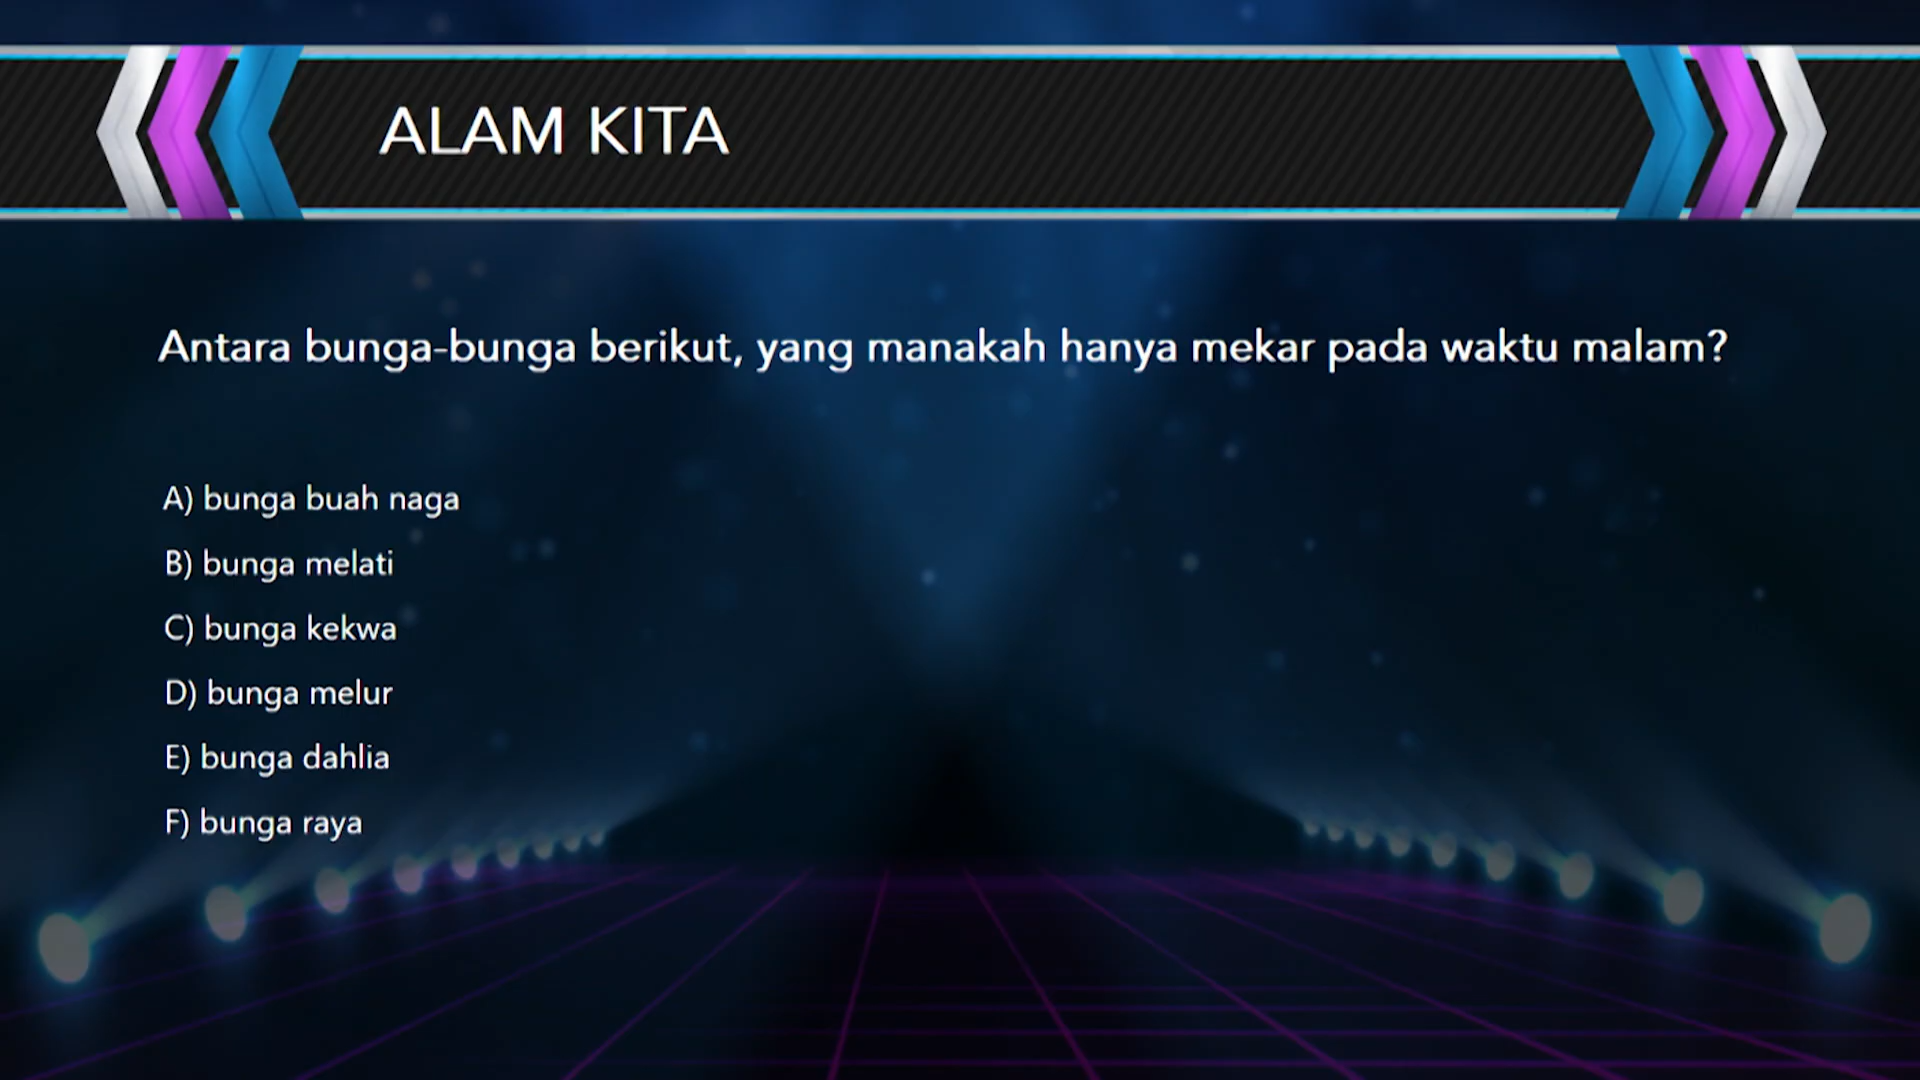 ALAM KITA
Antara bunga-bunga berikut, yang manakah hanya mekar pada waktu malam?
A) bunga buah naga
B) bunga melati
C) bunga kekwa
D) bunga melur
E) bunga dahlia
F) bunga raya